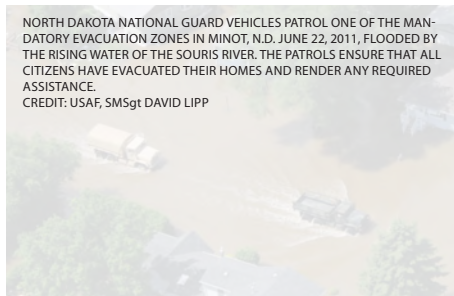 NORTH DAKOTA NATIONAL GUARD VEHICLES PATROL ONE OF THE MAN-
DATORY EVACUATION ZONES IN MINOT, N.D. JUNE 22, 2011, FLOODED BY
THE RISING WATER OF THE SOURIS RIVER. THE PATROLS ENSURE THAT ALL
CITIZENS HAVE EVACUATED THEIR HOMES AND RENDER ANY REQUIRED
ASSISTANCE.
CREDIT: USAF, SMSgt DAVID LIPP